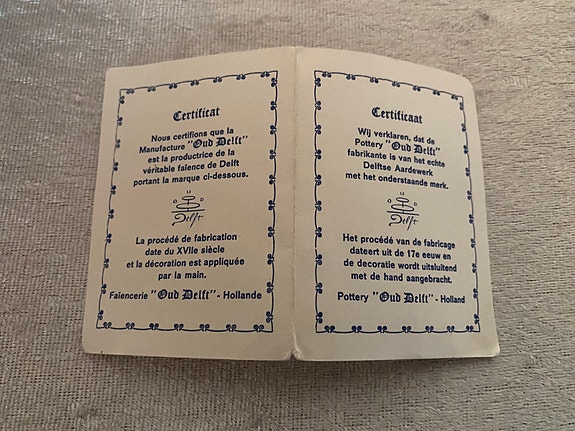 Certificat
Nous certifions que la
Manufacture "Oud Delft"
est la productrice de la
véritable faïence de Delft
portant la marque ci-dessous.
Delft
La procédé de fabrication
date du XVIIe siècle
et la décoration est appliquée
par la main.
Faiencerie "Oud Delft" - Hollande
Certificaat
Wij verklaren, dat de
Pottery "Oud Delft"
fabrikante is van het echte
Delftse Aardewerk
met het onderstaande merk.
Delft
Het procédé van de fabricage
dateert uit de 17e eeuw en
de decoratie wordt uitsluitend
met de hand aangebracht.
Pottery "Oud Delft" - Holland